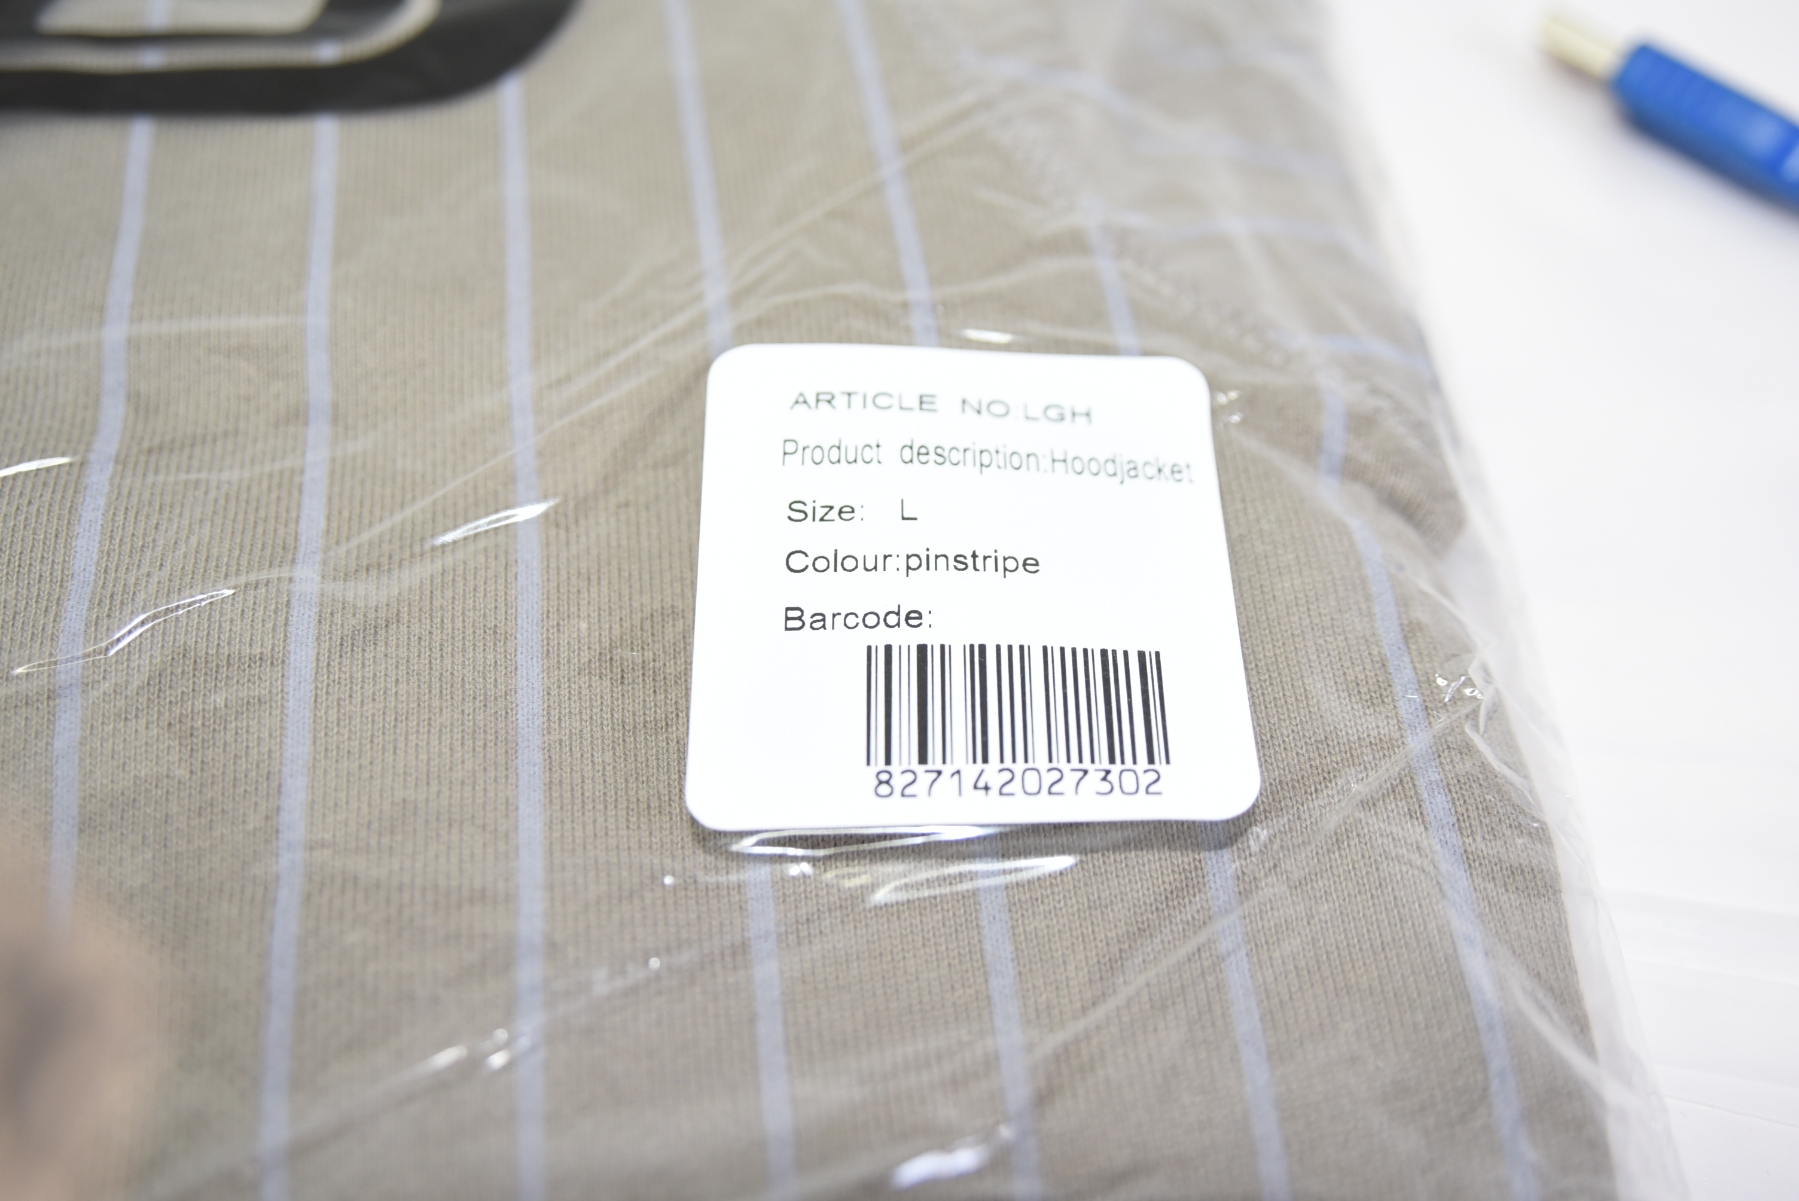 ARTICLE NO:LGH
Product description:Hoodjacket
Size: L
Colour:pinstripe
Barcode:
827142027302